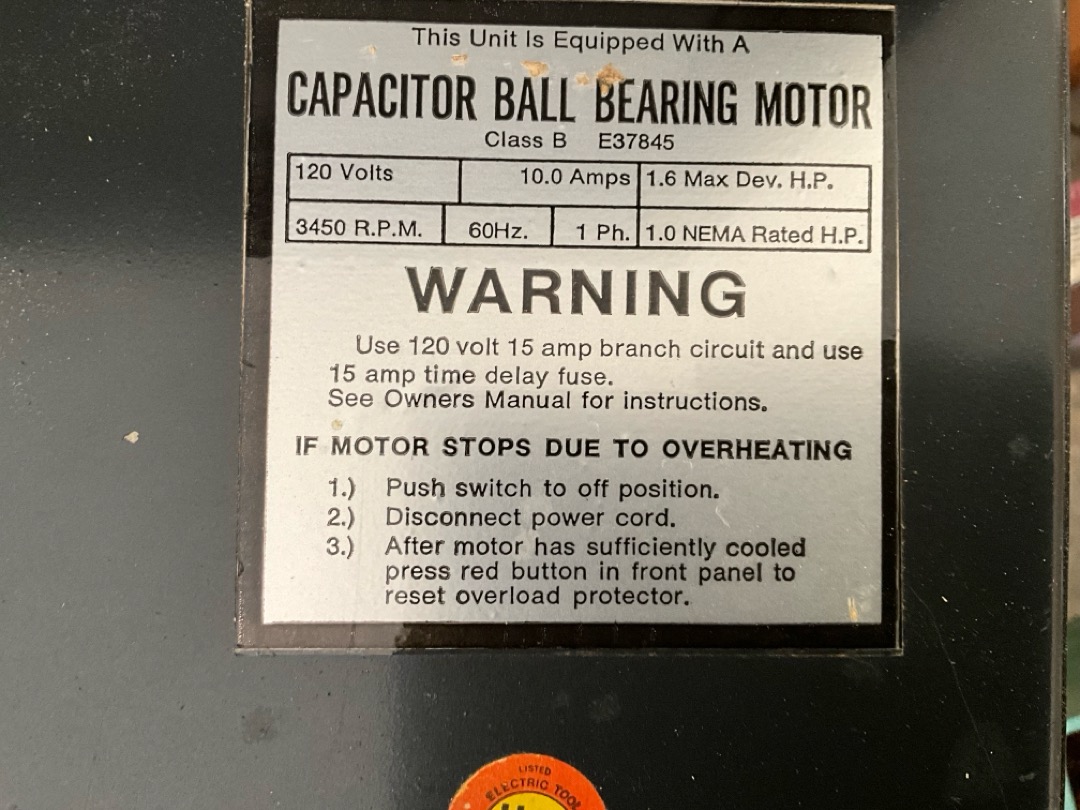 This Unit Is Equipped With A
CAPACITOR BALL BEARING MOTOR
Class B E37845
120 Volts 10.0 Amps 1.6 Max Dev. H.P.
3450 R.P.M. 60Hz. 1 Ph. 1.0 NEMA Rated H.P.
WARNING
Use 120 volt 15 amp branch circuit and use
15 amp time delay fuse.
See Owners Manual for instructions.
IF MOTOR STOPS DUE TO OVERHEATING
1.) Push switch to off position.
2.) Disconnect power cord.
3.) After motor has sufficiently cooled
press red button in front panel to
reset overload protector.
LISTED
ELECTRIC TOOL